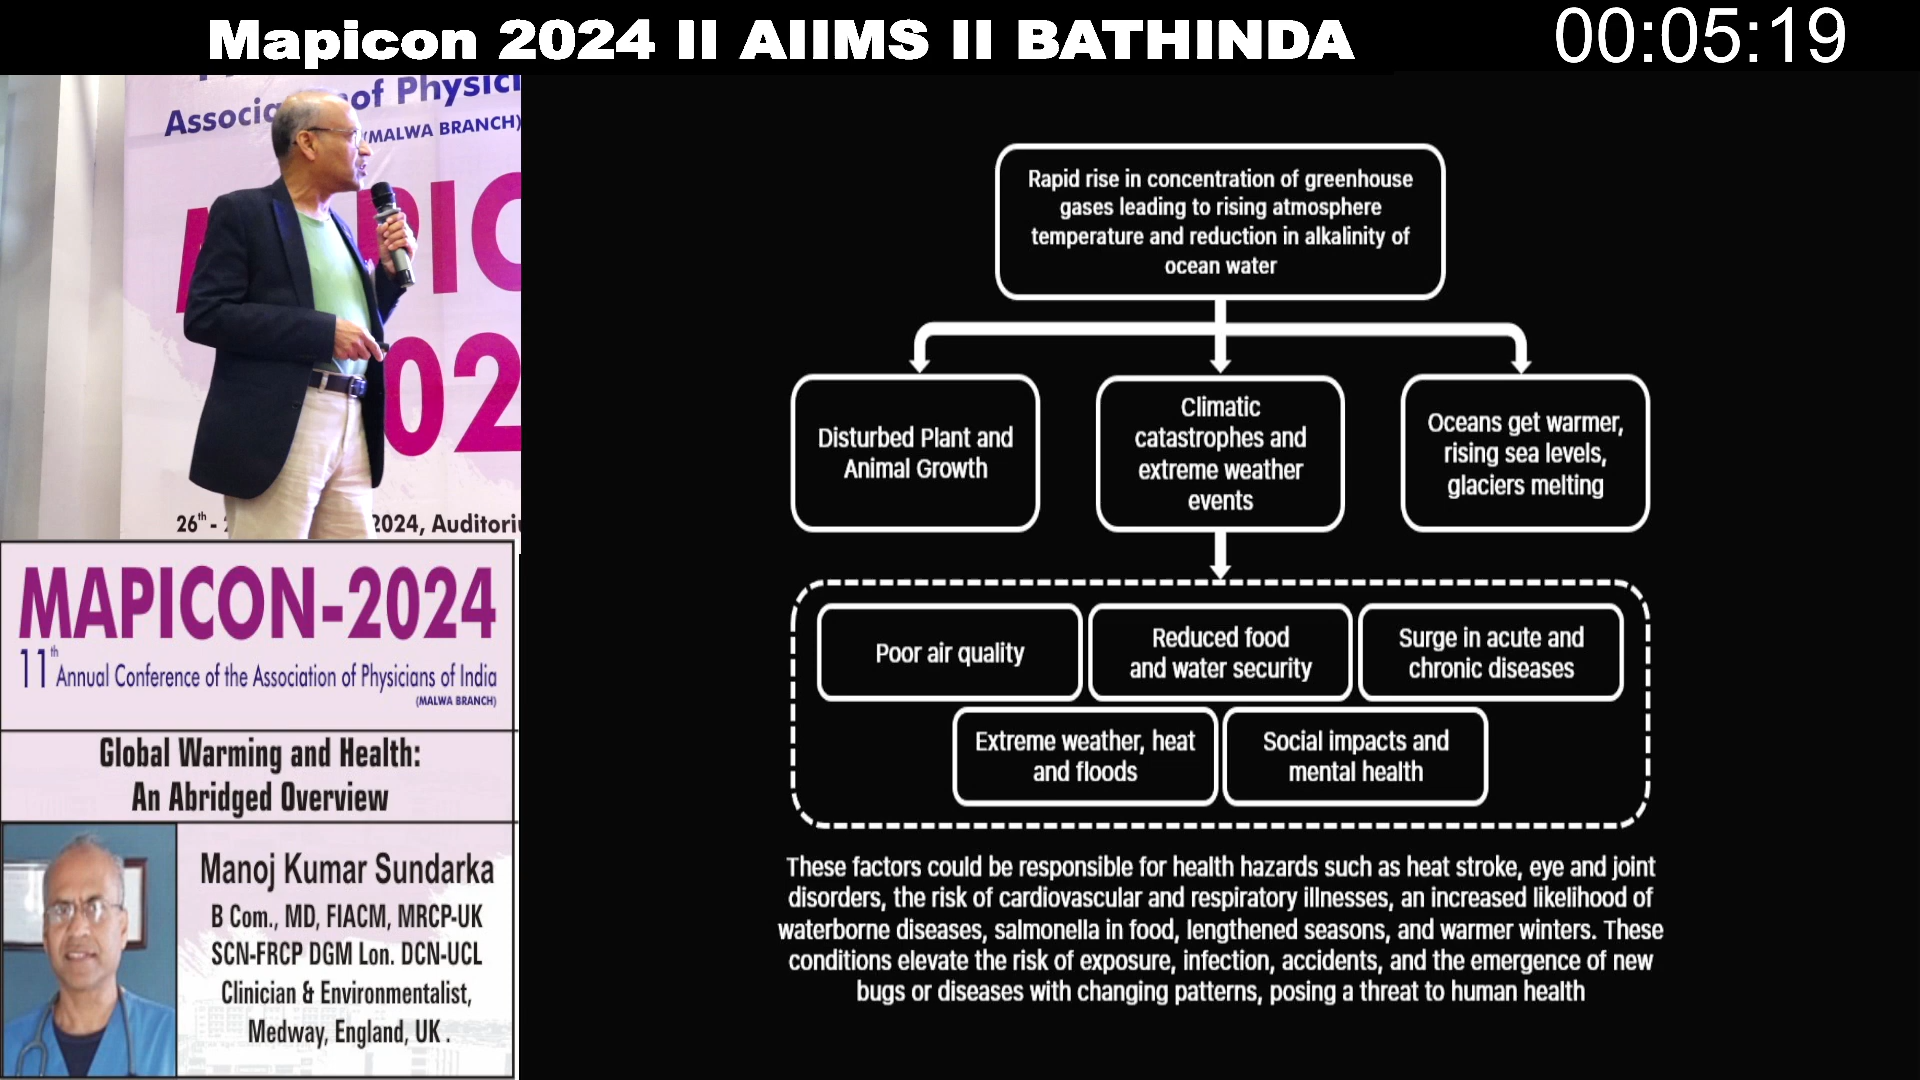 Mapicon 2024 II AIIMS II BATHINDA
00:05:19
of Physici
(MALWA BRANCH)
26th -
2024,
MAPICON-2024
11th Annual Conference of the Association of Physicians of India
(MALWA BRANCH)
Global Warming and Health:
An Abridged Overview
Manoj Kumar Sundarka
B Com., MD, FIACM, MRCP-UK
SCN-FRCP DGM Lon. DCN-UCL
Clinician & Environmentalist,
Medway, England, UK .
Rapid rise in concentration of greenhouse
gases leading to rising atmosphere
temperature and reduction in alkalinity of
ocean water
Disturbed Plant and
Animal Growth
Climatic
catastrophes and
extreme weather
events
Oceans get warmer,
rising sea levels,
glaciers melting
Poor air quality
Reduced food
and water security
Surge in acute and
chronic diseases
Extreme weather, heat
and floods
Social impacts and
mental health
These factors could be responsible for health hazards such as heat stroke, eye and joint
disorders, the risk of cardiovascular and respiratory illnesses, an increased likelihood of
waterborne diseases, salmonella in food, lengthened seasons, and warmer winters. These
conditions elevate the risk of exposure, infection, accidents, and the emergence of new
bugs or diseases with changing patterns, posing a threat to human health